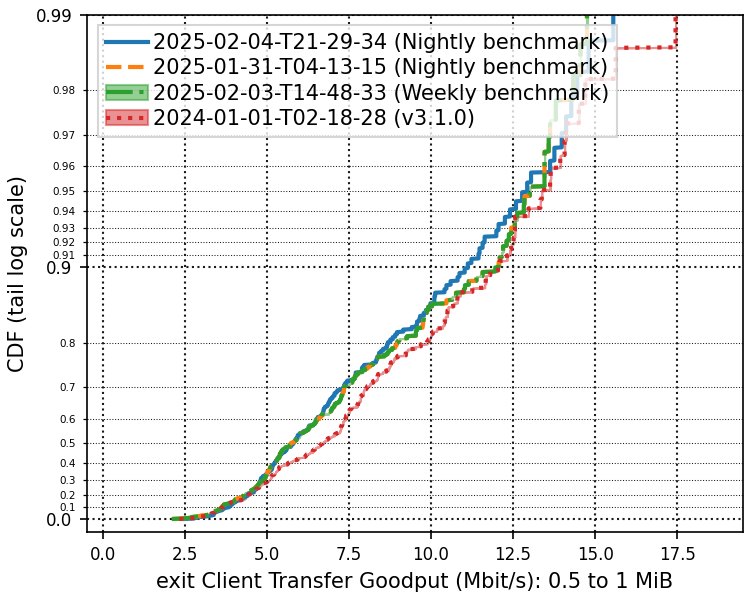 0.99
2025-02-04-T21-29-34 (Nightly benchmark)
2025-01-31-T04-13-15 (Nightly benchmark)
2025-02-03-T14-48-33 (Weekly benchmark)
2024-01-01-T02-18-28 (v3.1.0)
0.98
0.97
0.96
0.95
0.94
0.93
0.92
0.91
0.9
0.8
0.7
0.6
0.5
0.4
0.3
0.2
0.1
0.0
CDF (tail log scale)
0.0 2.5 5.0 7.5 10.0 12.5 15.0 17.5
exit Client Transfer Goodput (Mbit/s): 0.5 to 1 MiB